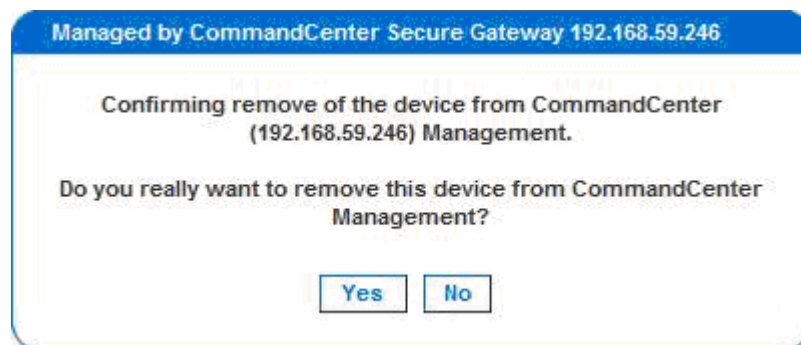 Managed by CommandCenter Secure Gateway 192.168.59.246
Confirming remove of the device from CommandCenter
(192.168.59.246) Management.
Do you really want to remove this device from CommandCenter
Management?
Yes No